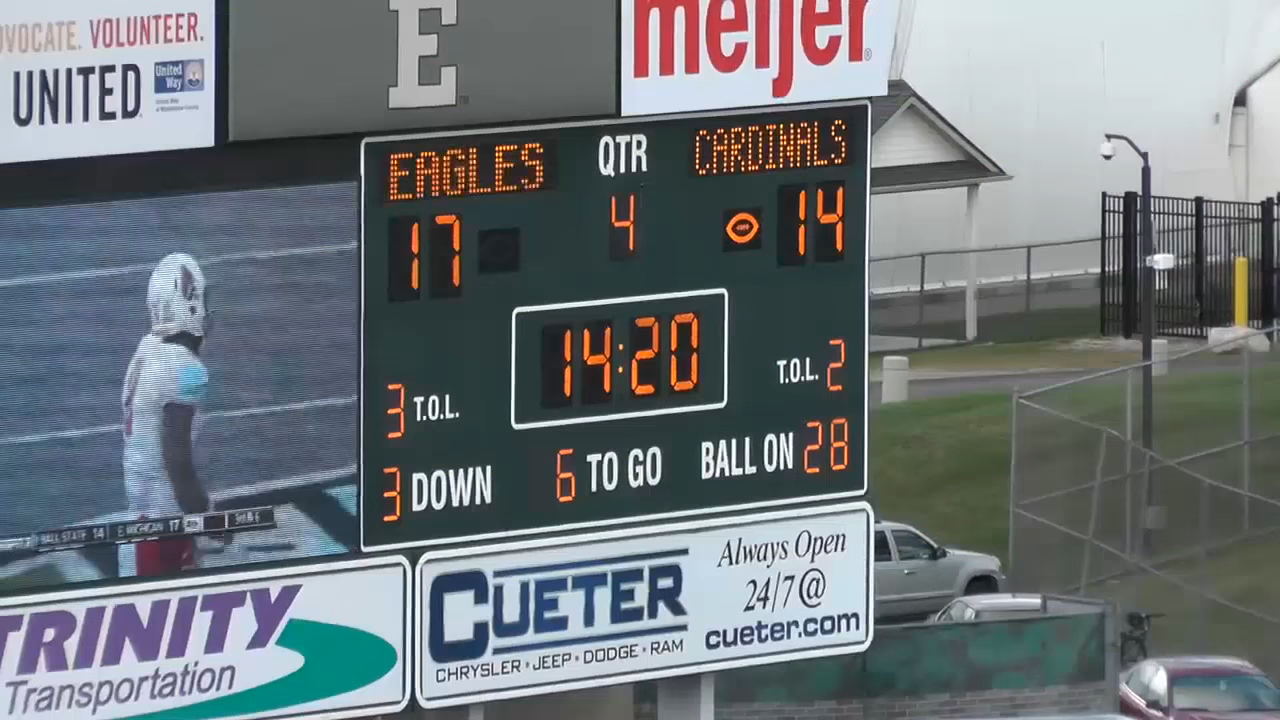 ADVOCATE. VOLUNTEER.
UNITED
United
Way
E
meijer
EAGLES QTR CARDINALS
17 4 14
14:20
3 T.O.L. T.O.L. 2
3 DOWN 6 TO GO BALL ON 28
BALL STATE 14 E MICHIGAN 17
TRINITY
Transportation
CUETER
CHRYSLER • JEEP • DODGE • RAM
Always Open
24/7@
cueter.com